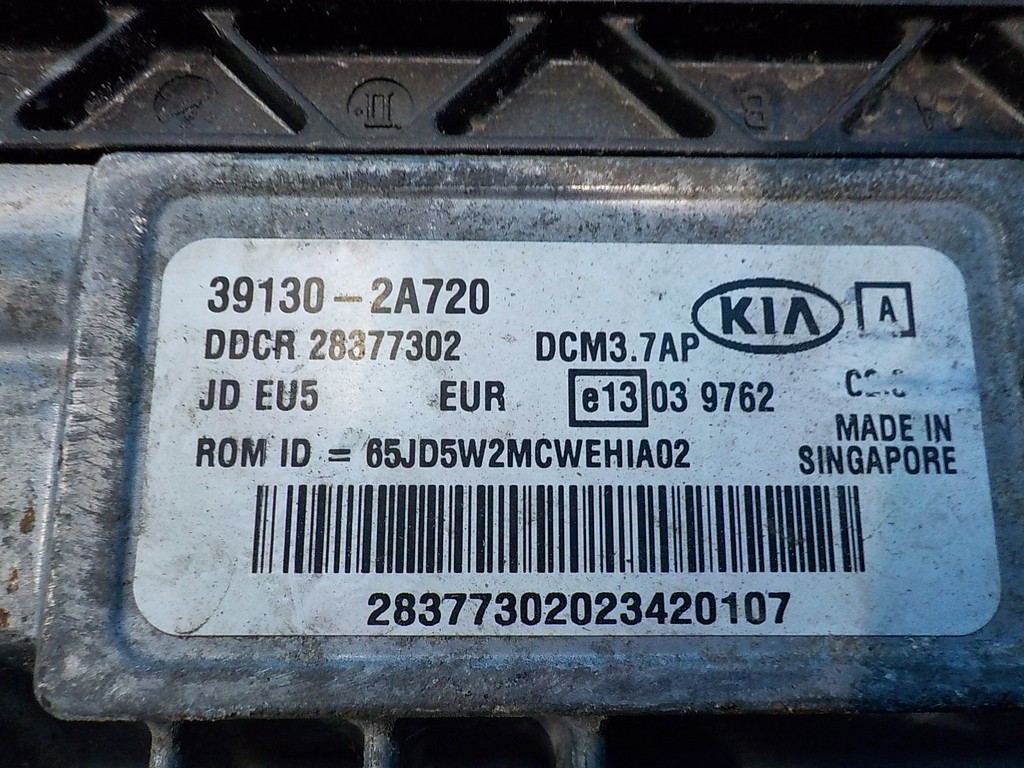 39130-2A720 KIA A
DDCR 28377302 DCM3.7AP
JD EU5 EUR e13 03 9762
MADE IN
ROM ID = 65JD5W2MCWEHIA02 SINGAPORE
28377302023420107